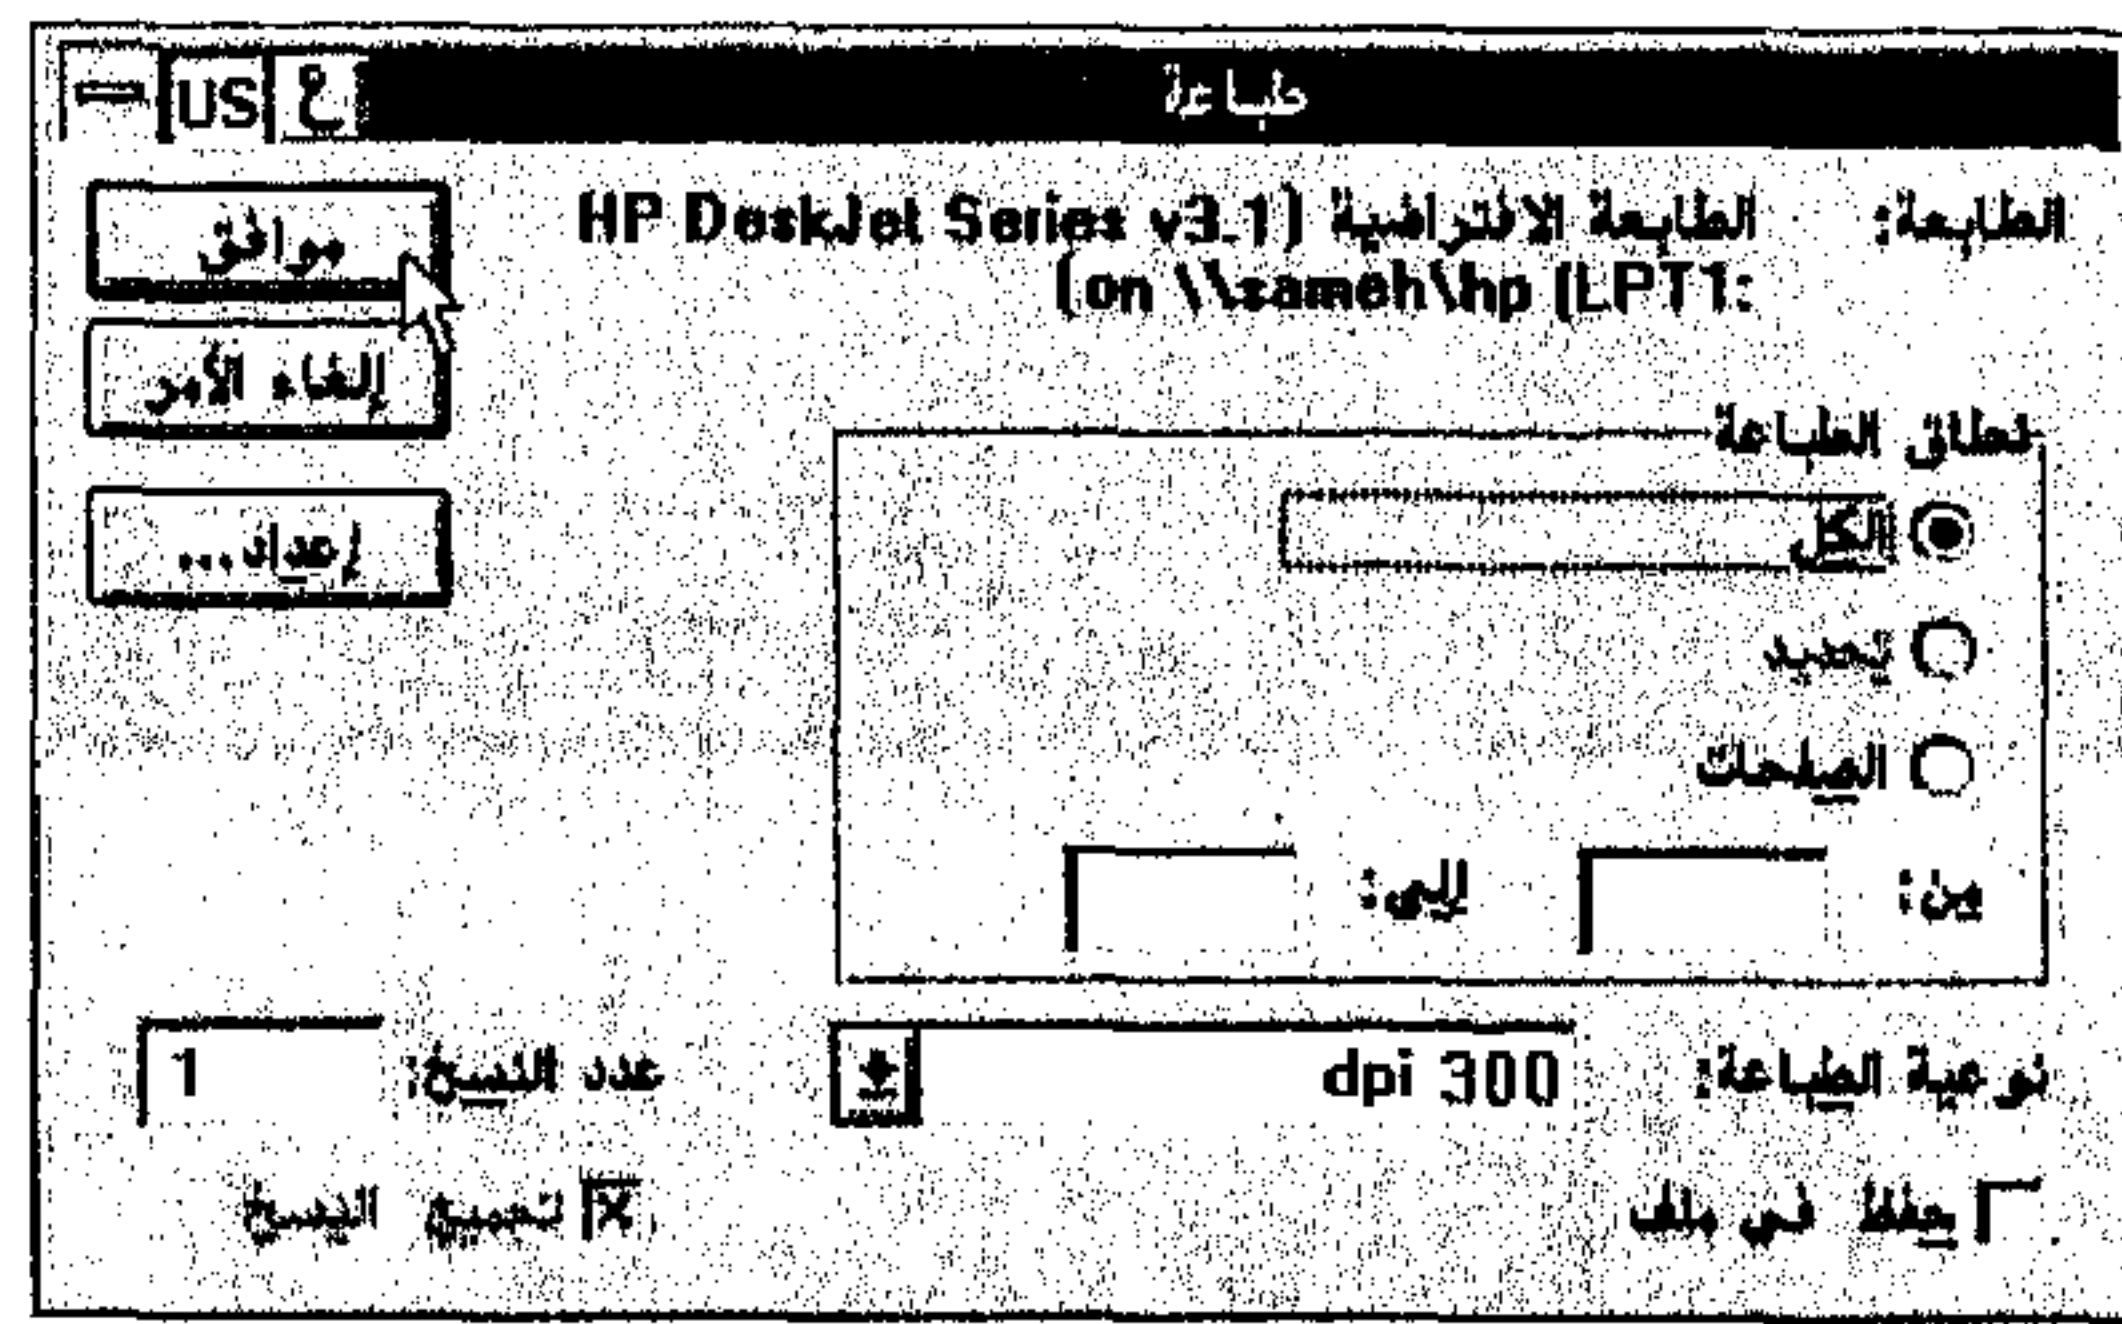 طباعة ع US
الطابعة: الطابعة الافتراضية (HP DeskJet Series v3.1
on \\sameh\hp (LPT1:)
موافق
إلغاء الأمر
إعداد...
نطاق الطباعة
الكل
تحديد
الصفحات
من: إلى:
نوعية الطباعة: 300 dpi
عدد النسخ: 1
حفظ في ملف
تجميع النسخ